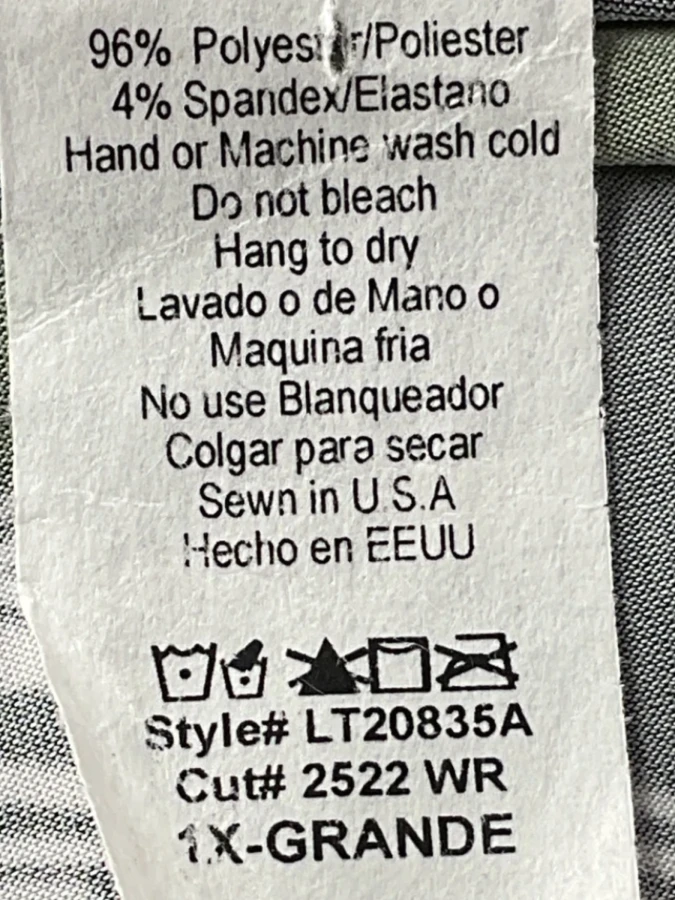 96% Polyester/Poliester
4% Spandex/Elastano
Hand or Machine wash cold
Do not bleach
Hang to dry
Lavado o de Mano o
Maquina fria
No use Blanqueador
Colgar para secar
Sewn in U.S.A
Hecho en EEUU
Style# LT20835A
Cut# 2522 WR
1X-GRANDE